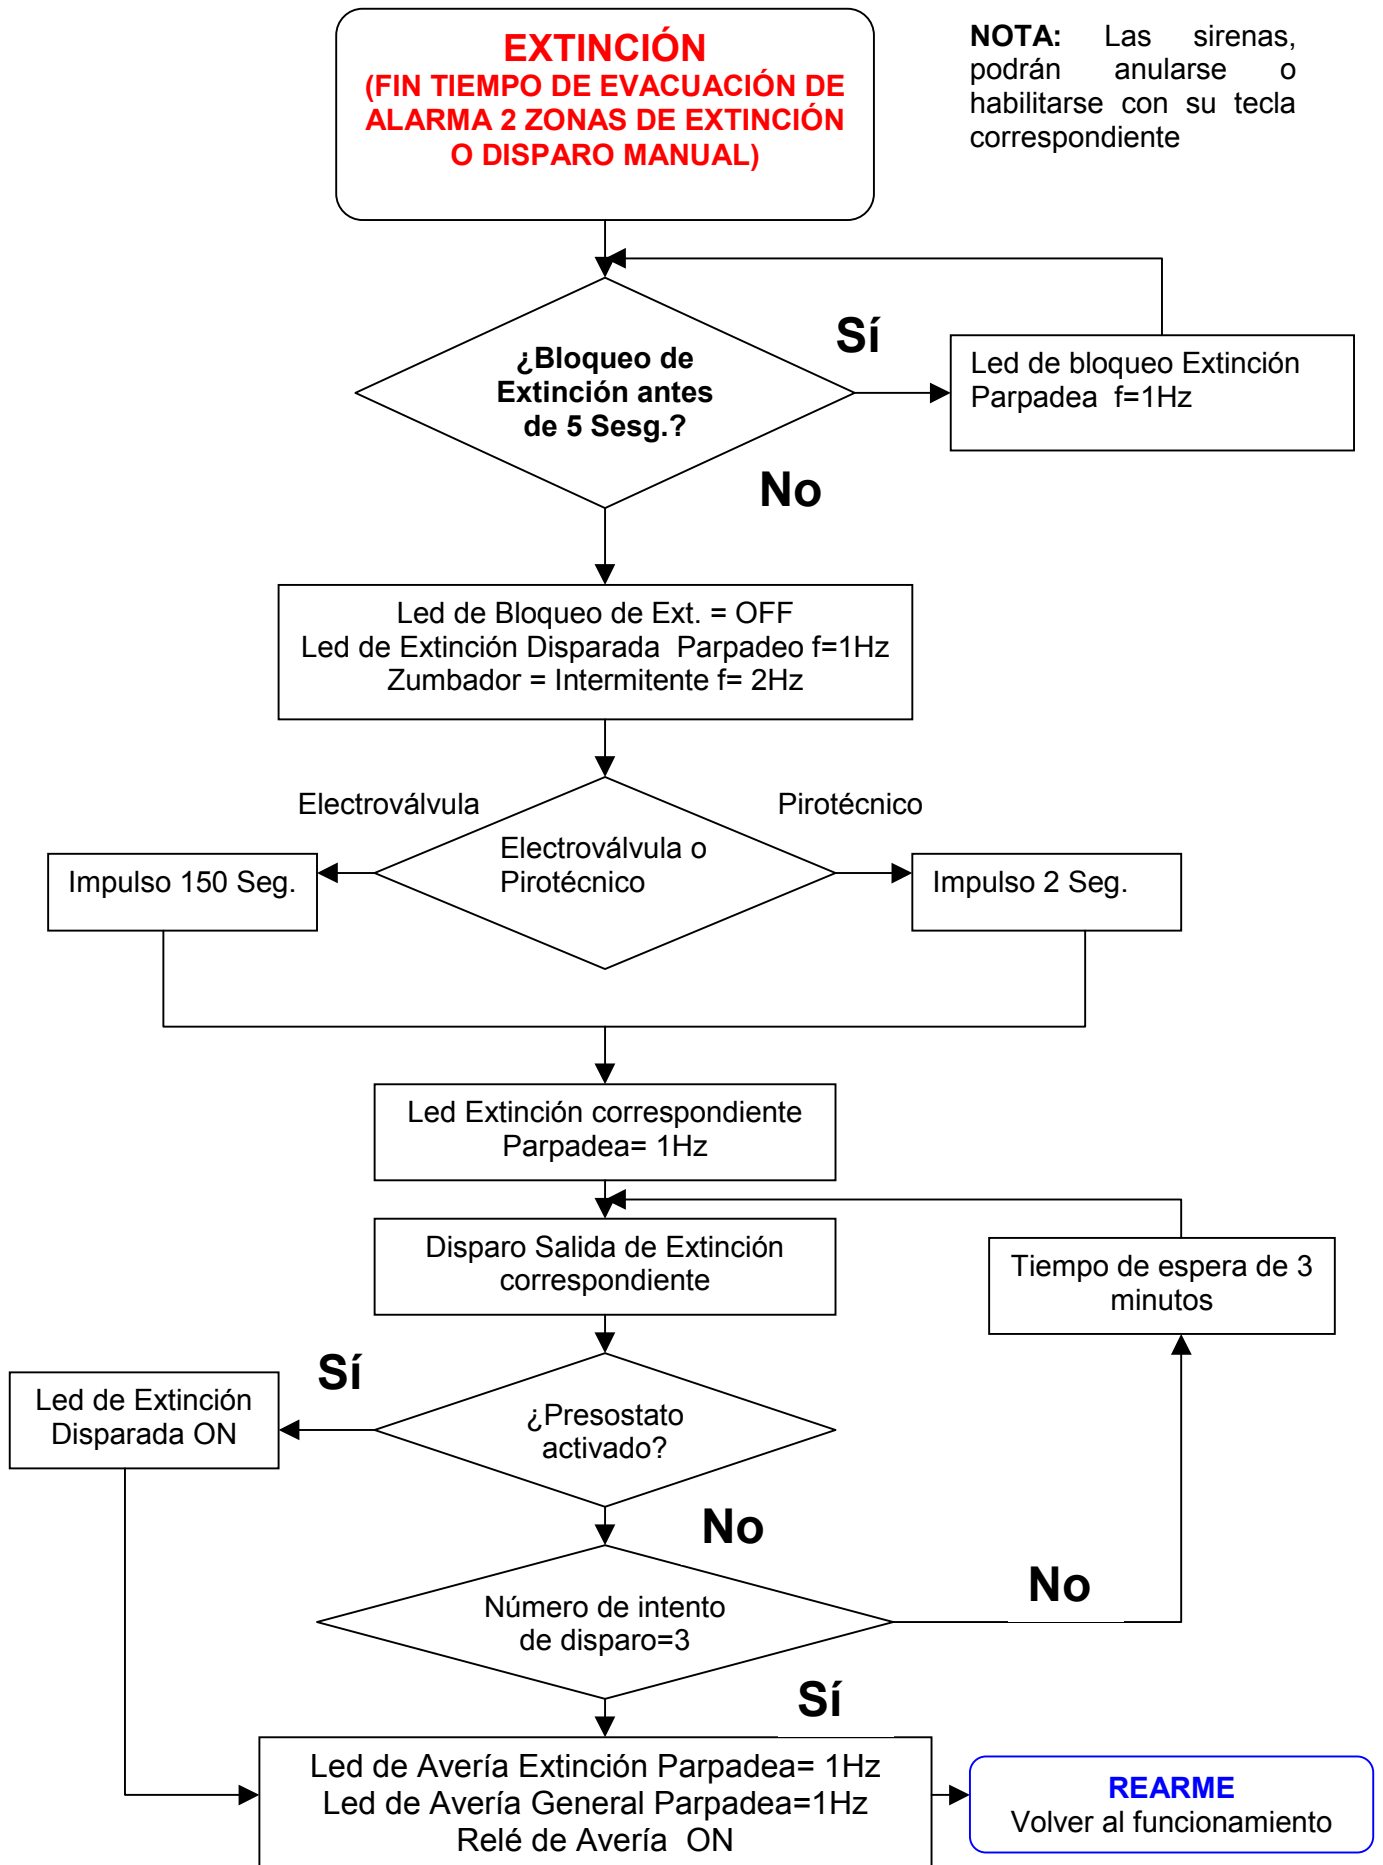 EXTINCIÓN
(FIN TIEMPO DE EVACUACIÓN DE
ALARMA 2 ZONAS DE EXTINCIÓN
O DISPARO MANUAL)
NOTA: Las sirenas,
podrán anularse o
habilitarse con su tecla
correspondiente
¿Bloqueo de
Extinción antes
de 5 Sesg.?
Sí
Led de bloqueo Extinción
Parpadea f=1Hz
No
Led de Bloqueo de Ext. = OFF
Led de Extinción Disparada Parpadeo f=1Hz
Zumbador = Intermitente f= 2Hz
Electroválvula
Pirotécnico
Electroválvula o
Pirotécnico
Impulso 150 Seg.
Impulso 2 Seg.
Led Extinción correspondiente
Parpadea= 1Hz
Disparo Salida de Extinción
correspondiente
Tiempo de espera de 3
minutos
Sí
Led de Extinción
Disparada ON
¿Presostato
activado?
No
Número de intento
de disparo=3
No
Sí
Led de Avería Extinción Parpadea= 1Hz
Led de Avería General Parpadea=1Hz
Relé de Avería ON
REARME
Volver al funcionamiento